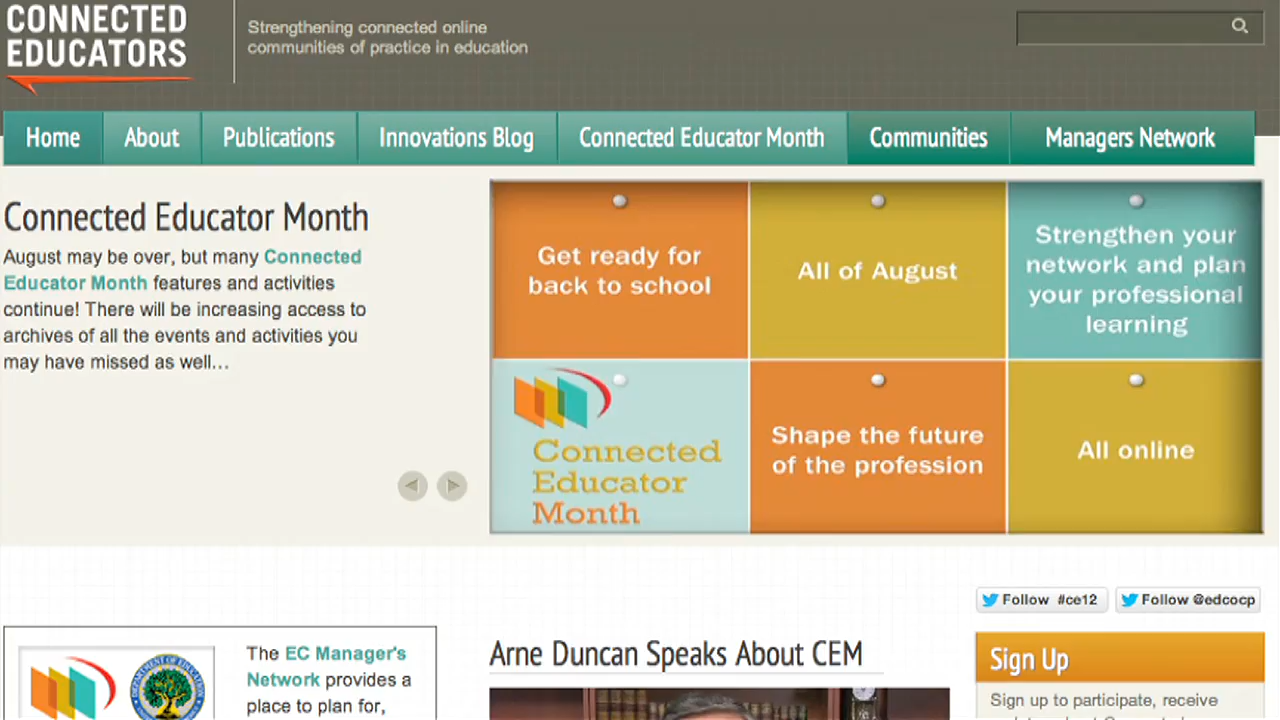 CONNECTED
EDUCATORS
Strengthening connected online
communities of practice in education
Home
About
Publications
Innovations Blog
Connected Educator Month
Communities
Managers Network
Connected Educator Month
August may be over, but many Connected
Educator Month features and activities
continue! There will be increasing access to
archives of all the events and activities you
may have missed as well...
Get ready for
back to school
All of August
Strengthen your
network and plan
your professional
learning
Connected
Educator
Month
Shape the future
of the profession
All online
Follow #ce12
Follow @edcocp
The EC Manager's
Network provides a
place to plan for,
Arne Duncan Speaks About CEM
Sign Up
Sign up to participate, receive